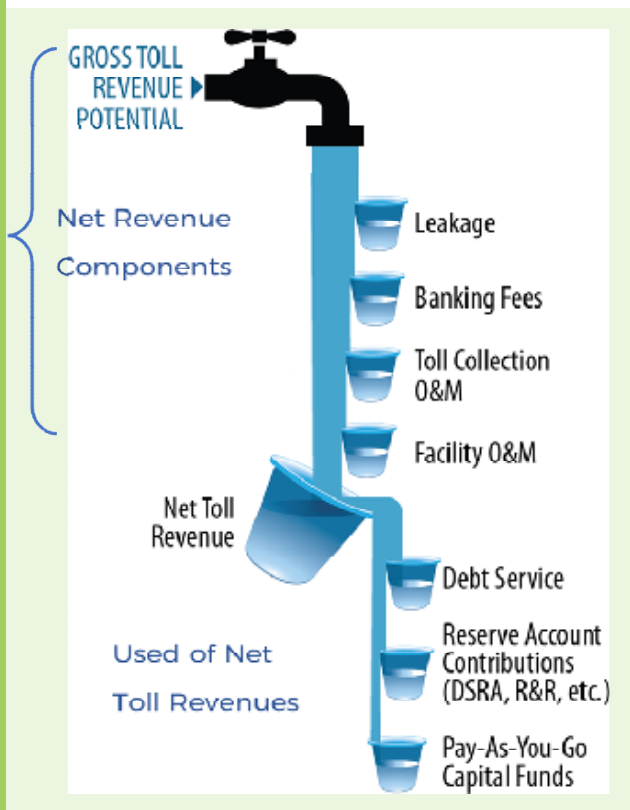 GROSS TOLL
REVENUE
POTENTIAL
Net Revenue
Components
Leakage
Banking Fees
Toll Collection
O&M
Facility O&M
Net Toll
Revenue
Debt Service
Used of Net
Toll Revenues
Reserve Account
Contributions
(DSRA, R&R, etc.)
Pay-As-You-Go
Capital Funds